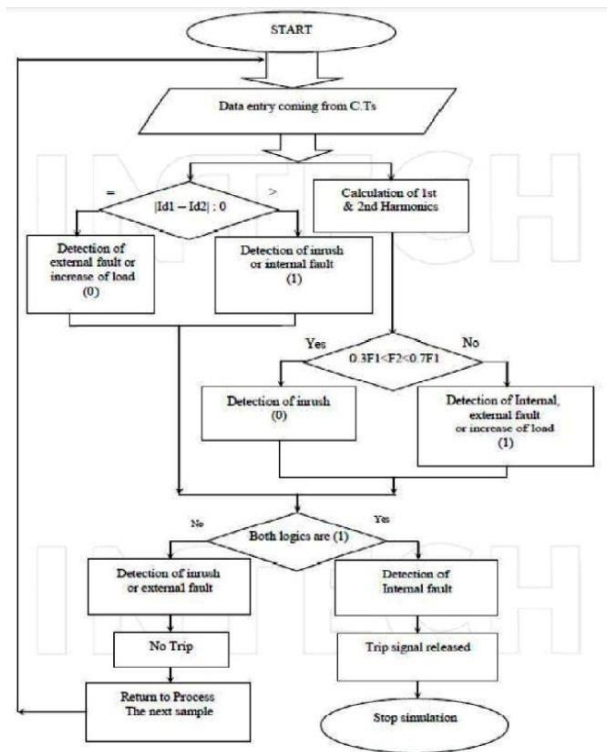 START
Data entry coming from C.Ts
=
|Id1 – Id2| : 0
>
Calculation of 1st
& 2nd Harmonics
Detection of
external fault or
increase of load
(0)
Detection of inrush
or internal fault
(1)
Yes
0.3F1<F2<0.7F1
No
Detection of inrush
(0)
Detection of Internal,
external fault
or increase of load
(1)
No
Both logics are (1)
Yes
Detection of inrush
or external fault
Detection of
Internal fault
No Trip
Trip signal released
Return to Process
The next sample
Stop simulation
INTECH
INTECH